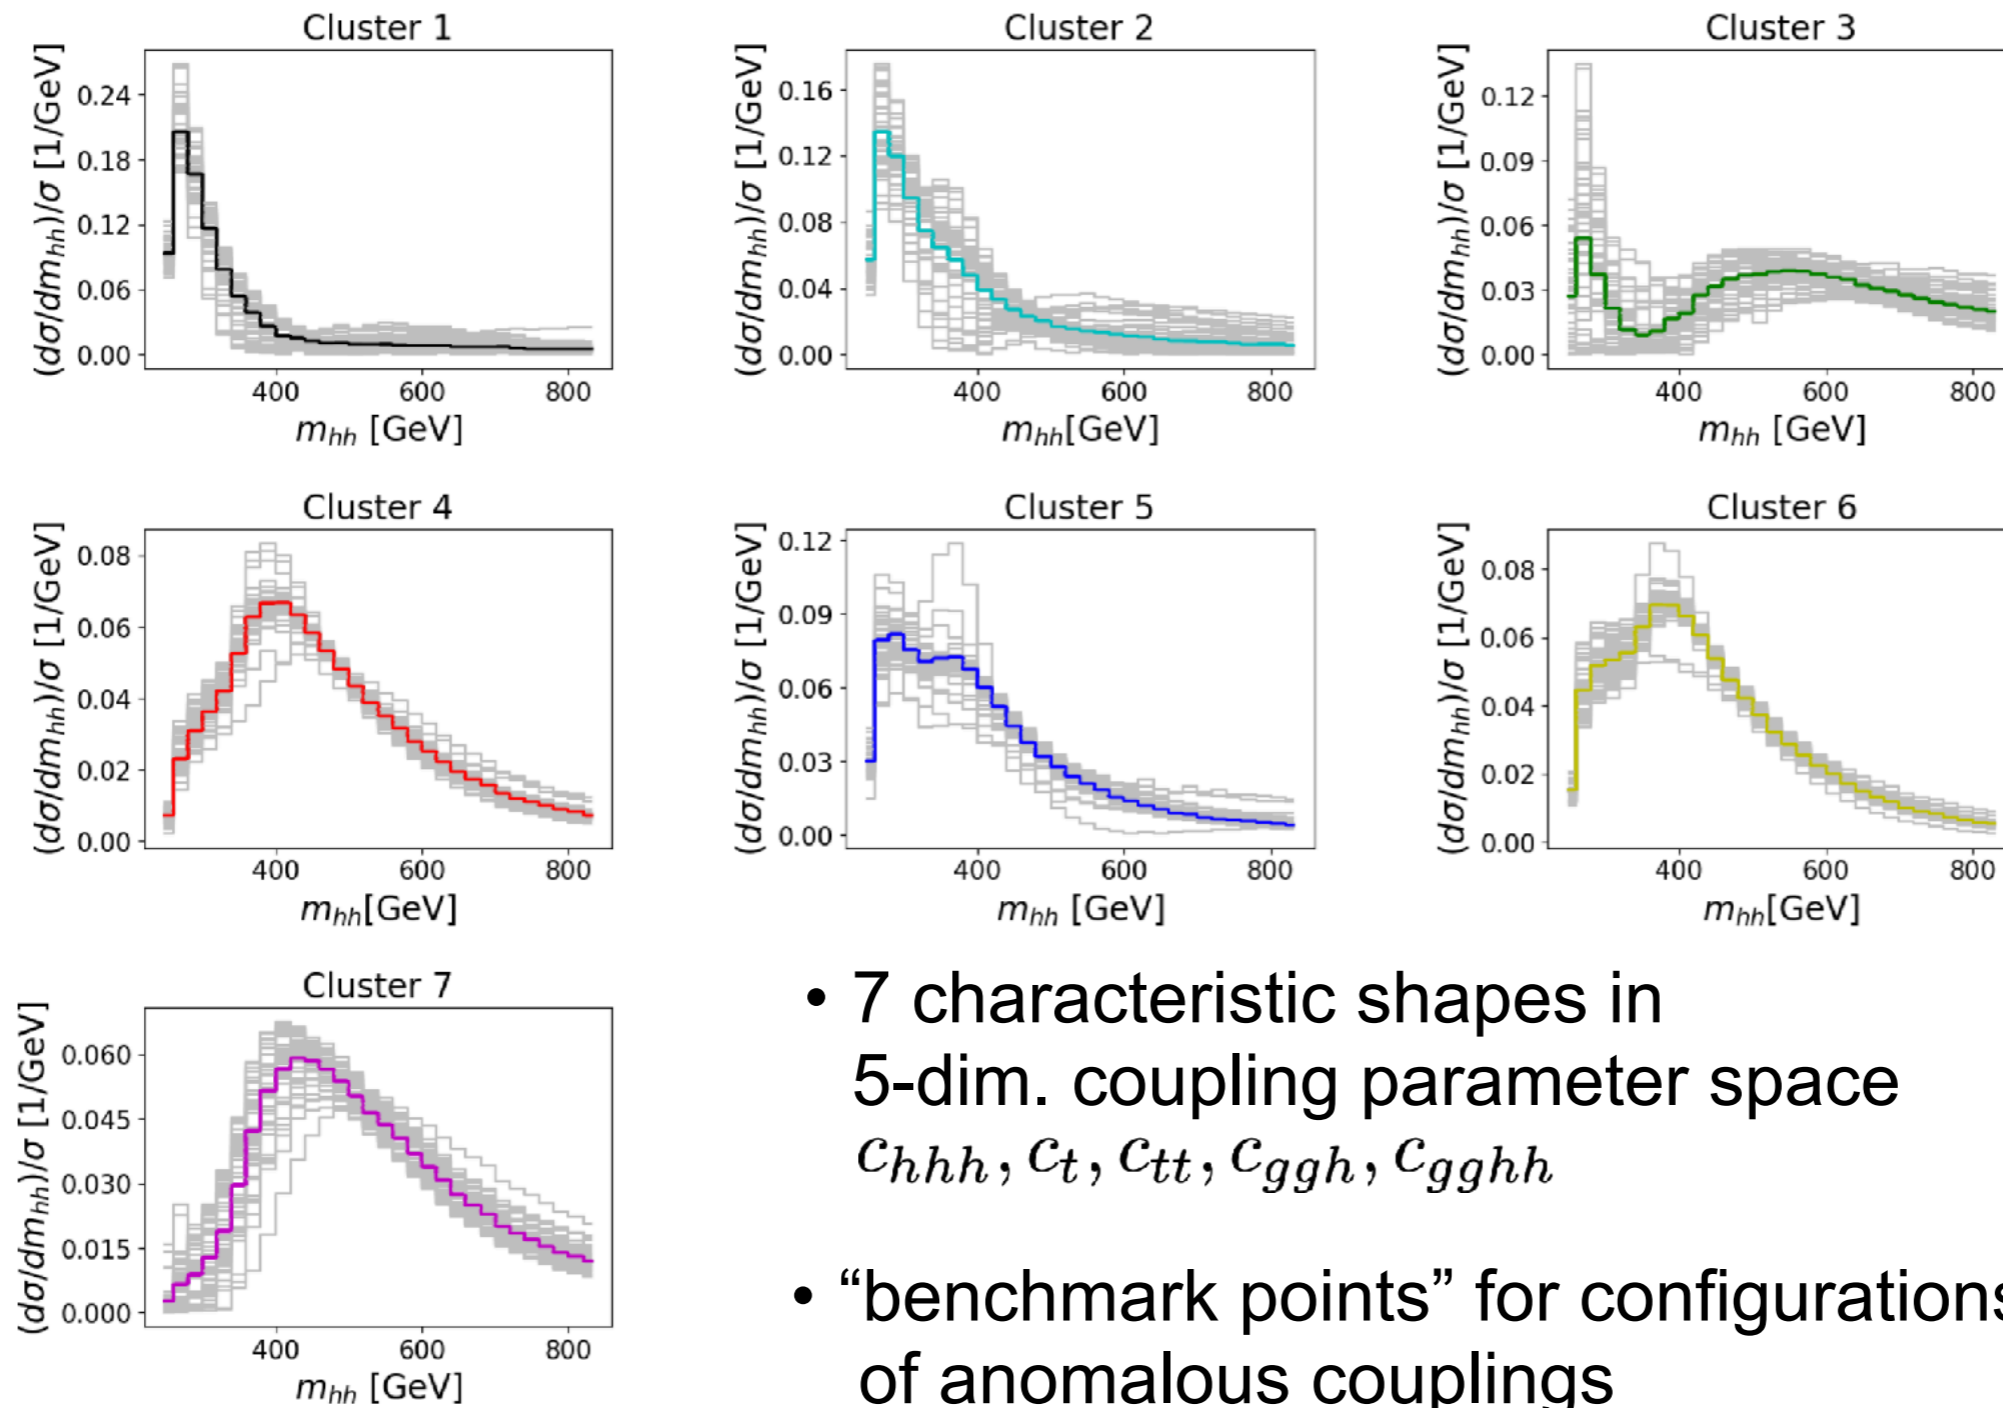 Cluster 1
(dσ/dm_hh)/σ [1/GeV]
0.24
0.18
0.12
0.06
0.00
400 600 800
m_hh [GeV]
Cluster 2
(dσ/dm_hh)/σ [1/GeV]
0.16
0.12
0.08
0.04
0.00
400 600 800
m_hh[GeV]
Cluster 3
(dσ/dm_hh)/σ [1/GeV]
0.12
0.09
0.06
0.03
0.00
400 600 800
m_hh [GeV]
Cluster 4
(dσ/dm_hh)/σ [1/GeV]
0.08
0.06
0.04
0.02
0.00
400 600 800
m_hh[GeV]
Cluster 5
(dσ/dm_hh)/σ [1/GeV]
0.12
0.09
0.06
0.03
0.00
400 600 800
m_hh [GeV]
Cluster 6
(dσ/dm_hh)/σ [1/GeV]
0.08
0.06
0.04
0.02
0.00
400 600 800
m_hh[GeV]
Cluster 7
(dσ/dm_hh)/σ [1/GeV]
0.060
0.045
0.030
0.015
0.000
400 600 800
m_hh [GeV]
• 7 characteristic shapes in
5-dim. coupling parameter space
c_hhh, c_t, c_tt, c_ggh, c_gghh
• “benchmark points” for configurations
of anomalous couplings